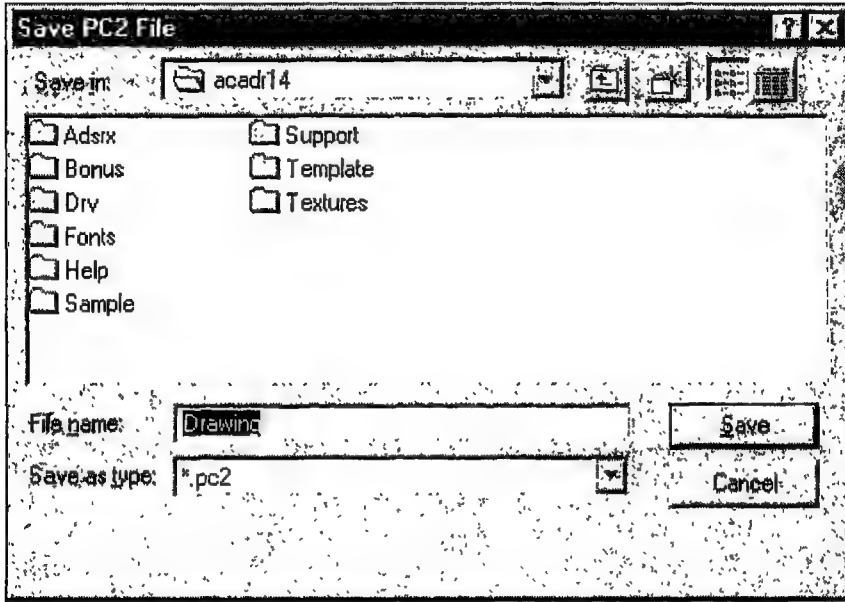 Save PC2 File
Save in: acadr14
Adsrx Support
Bonus Template
Drv Textures
Fonts
Help
Sample
File name: Drawing Save
Save as type: *.pc2 Cancel